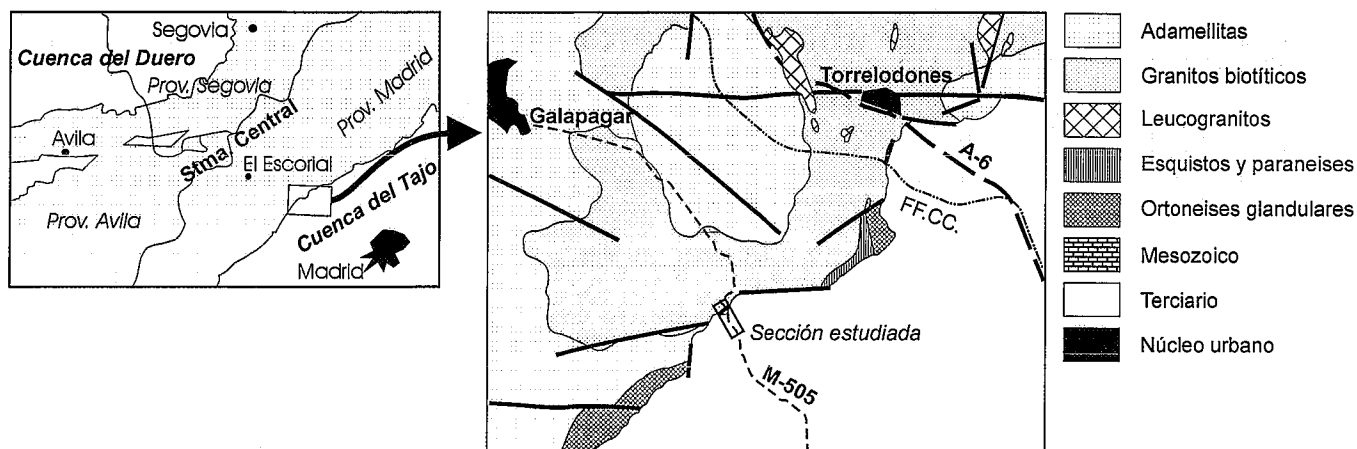 Segovia
Cuenca del Duero
Prov. Segovia
Prov. Madrid
Avila
Stma. Central
El Escorial
Prov. Avila
Cuenca del Tajo
Madrid
Galapagar
Torrelodones
A-6
FF.CC.
Sección estudiada
M-505
Adamellitas
Granitos biotíticos
Leucogranitos
Esquistos y paraneises
Ortoneises glandulares
Mesozoico
Terciario
Núcleo urbano